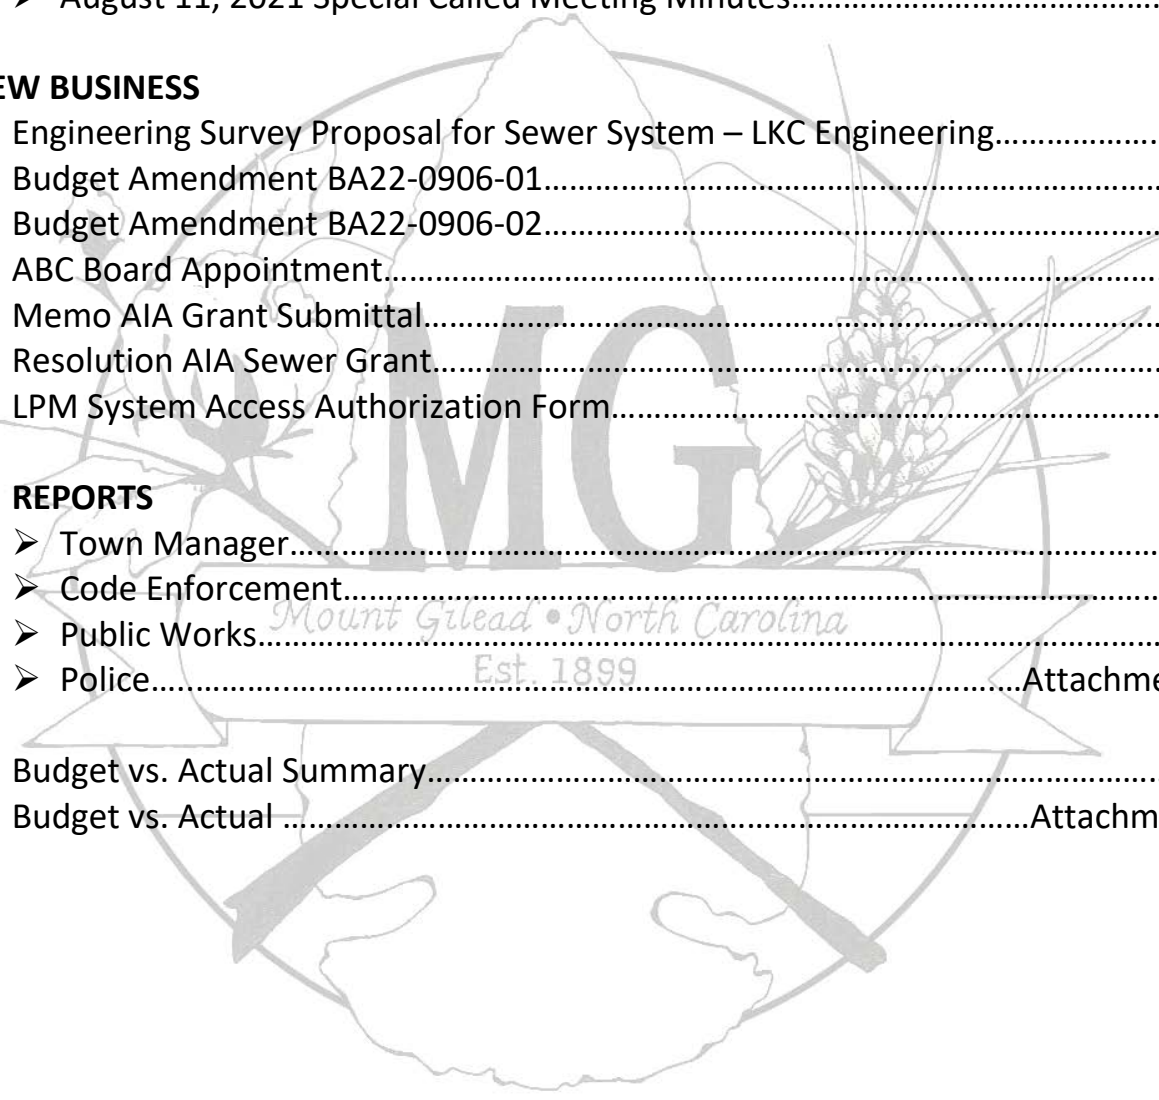 ➢ August 11, 2021 Special Called Meeting Minutes……………………………………
EW BUSINESS
Engineering Survey Proposal for Sewer System – LKC Engineering…………………
Budget Amendment BA22-0906-01……………………………………………………………………
Budget Amendment BA22-0906-02……………………………………………………………………
ABC Board Appointment……………………………………………………………………………………
Memo AIA Grant Submittal………………………………………………………………………………
Resolution AIA Sewer Grant………………………………………………………………………………
LPM System Access Authorization Form……………………………………………………………
REPORTS
➢ Town Manager……………………………………………………………………………………………
➢ Code Enforcement………………………………………………………………………………………
➢ Public Works…………………………………………………………………………………………………
➢ Police……………………………………………………………………………………………Attachme
Budget vs. Actual Summary………………………………………………………………………………
Budget vs. Actual ………………………………………………………………………………Attachm
MG
Mount Gilead • North Carolina
Est. 1899